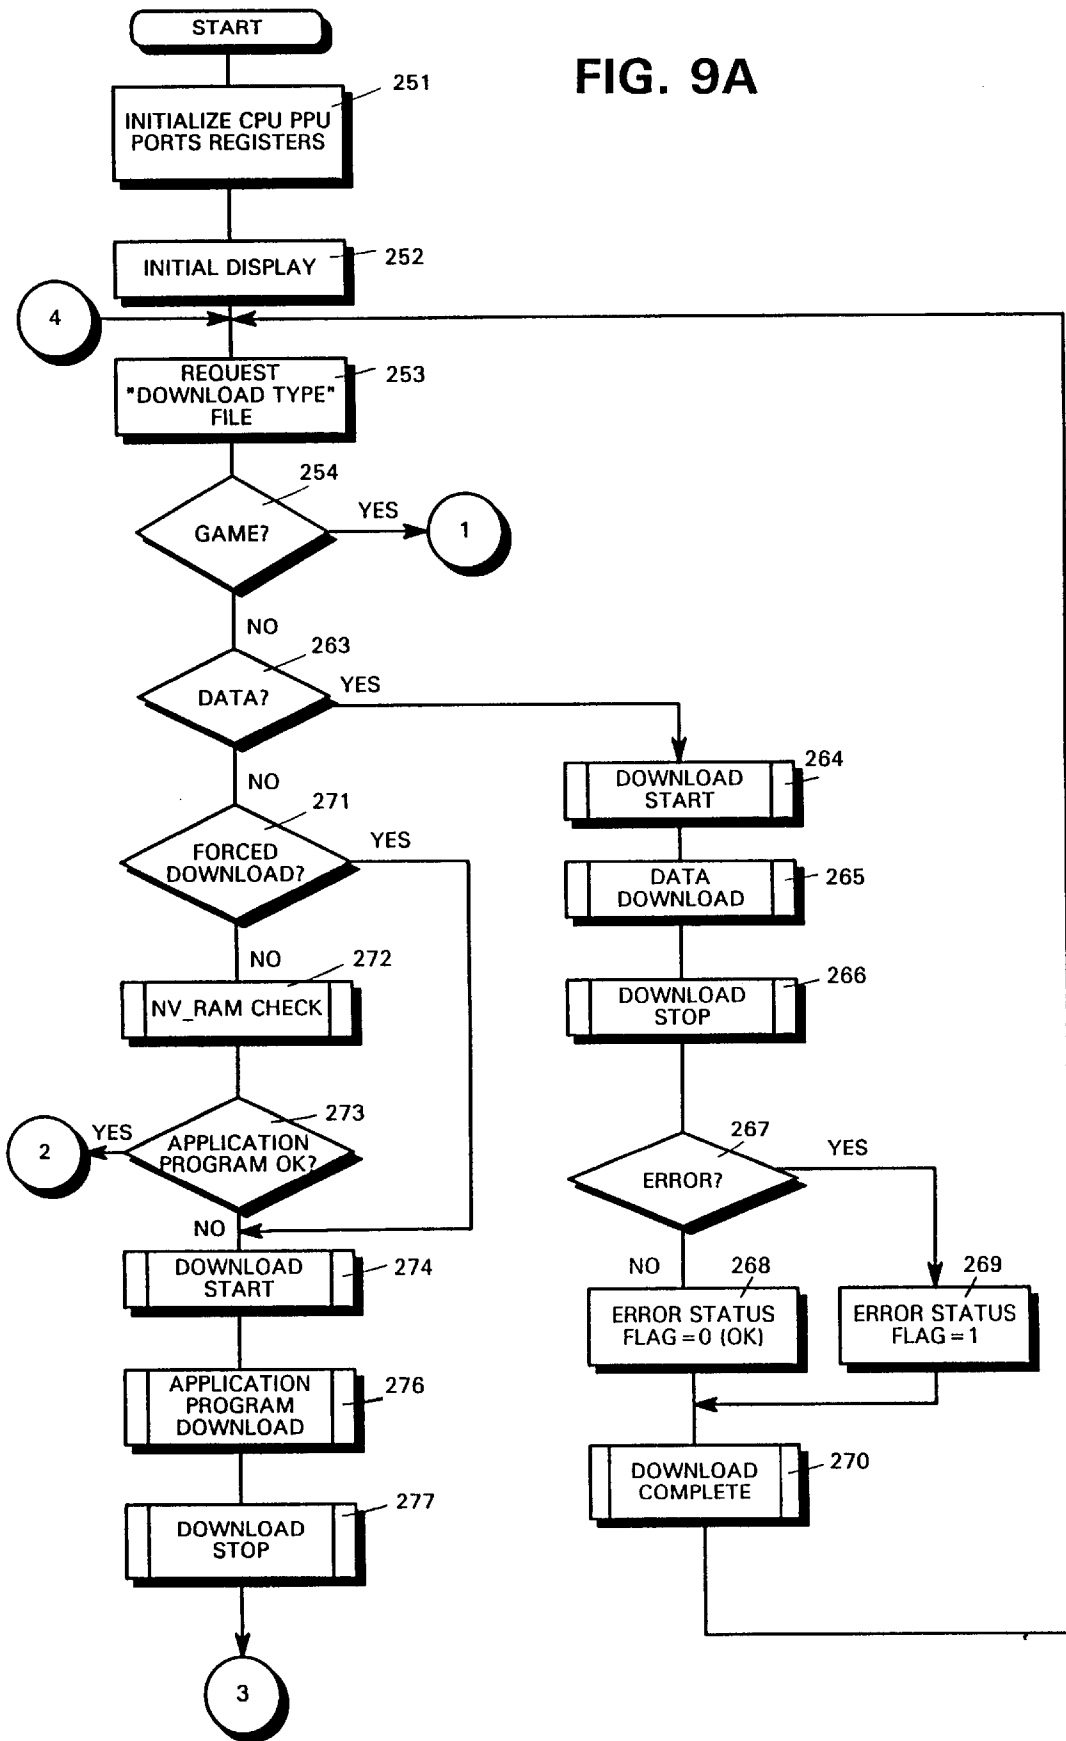 START
FIG. 9A
251
INITIALIZE CPU PPU
PORTS REGISTERS
INITIAL DISPLAY
252
4
REQUEST
"DOWNLOAD TYPE"
FILE
253
254
GAME?
YES
1
NO
263
DATA?
YES
NO
264
DOWNLOAD
START
271
FORCED
DOWNLOAD?
YES
DATA
DOWNLOAD
265
NO
272
NV_RAM CHECK
DOWNLOAD
STOP
266
273
APPLICATION
PROGRAM OK?
YES
2
267
ERROR?
YES
NO
DOWNLOAD
START
274
NO
268
ERROR STATUS
FLAG=0 (OK)
269
ERROR STATUS
FLAG=1
APPLICATION
PROGRAM
DOWNLOAD
276
DOWNLOAD
COMPLETE
270
277
DOWNLOAD
STOP
3